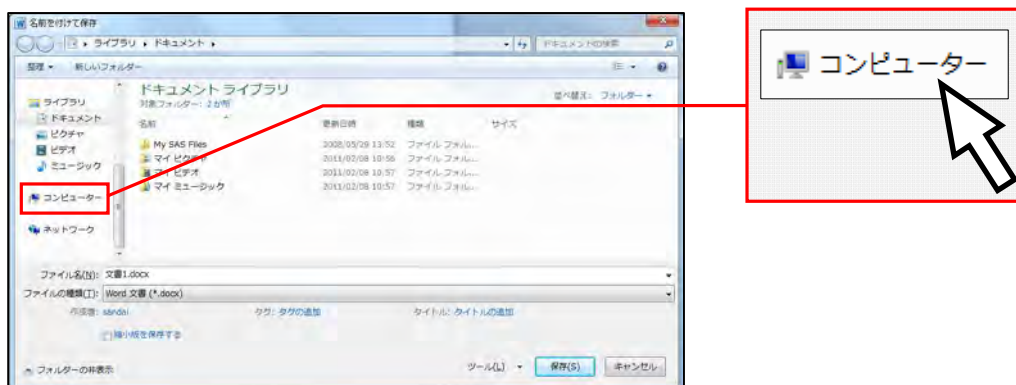 名前を付けて保存
ライブラリ ▸ ドキュメント ▸
ドキュメントの検索
整理 新しいフォルダー
ドキュメント ライブラリ
対象フォルダー: 2 か所
並べ替え: フォルダー
名前 更新日時 種類 サイズ
My SAS Files 2008/05/29 13:52 ファイル フォル...
マイ ピクチャ 2011/02/08 10:56 ファイル フォル...
マイ ビデオ 2011/02/08 10:57 ファイル フォル...
マイ ミュージック 2011/02/08 10:57 ファイル フォル...
ライブラリ
ドキュメント
ピクチャ
ビデオ
ミュージック
コンピューター
ネットワーク
ファイル名(N): 文書1.docx
ファイルの種類(T): Word 文書 (*.docx)
作成者: sandai タグ: タグの追加 タイトル: タイトルの追加
縮小版を保存する
フォルダーの非表示
ツール(L) 保存(S) キャンセル
コンピューター